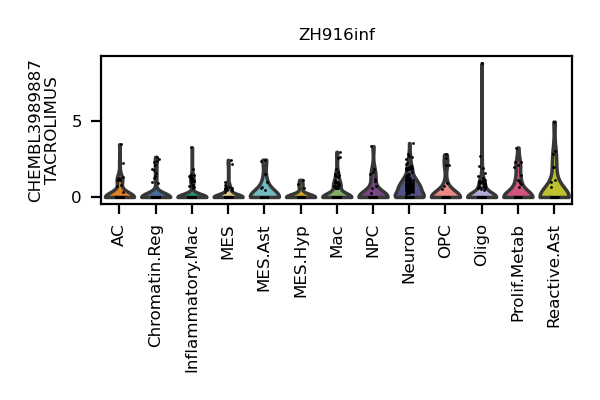 ZH916inf
CHEMBL3989887
TACROLIMUS
5
0
AC
Chromatin.Reg
Inflammatory.Mac
MES
MES.Ast
MES.Hyp
Mac
NPC
Neuron
OPC
Oligo
Prolif.Metab
Reactive.Ast